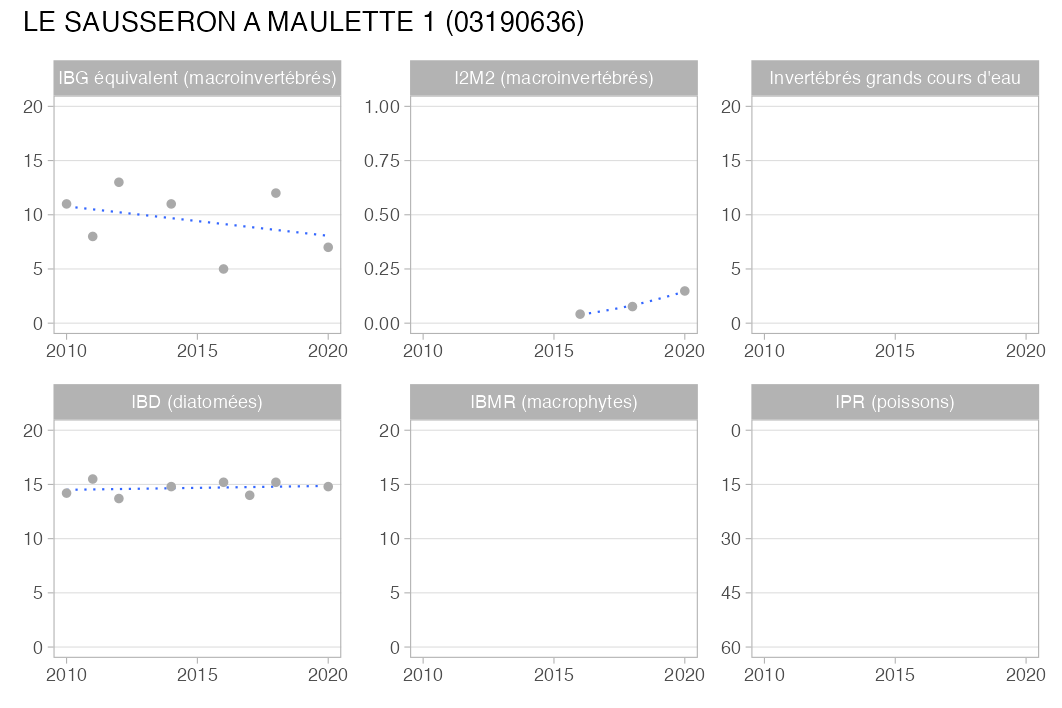 LE SAUSSERON A MAULETTE 1 (03190636)
IBG équivalent (macroinvertébrés)
20
15
10
5
0
2010 2015 2020
I2M2 (macroinvertébrés)
1.00
0.75
0.50
0.25
0.00
2010 2015 2020
Invertébrés grands cours d'eau
20
15
10
5
0
2010 2015 2020
IBD (diatomées)
20
15
10
5
0
2010 2015 2020
IBMR (macrophytes)
20
15
10
5
0
2010 2015 2020
IPR (poissons)
0
15
30
45
60
2010 2015 2020